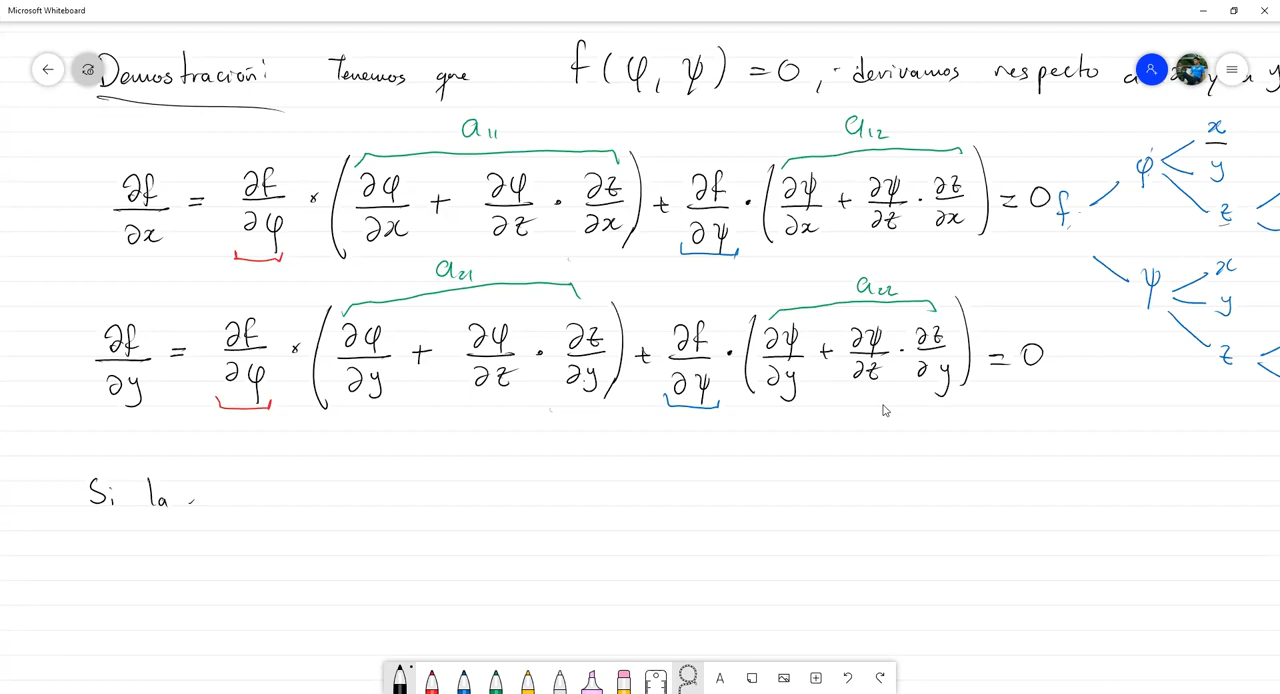 Microsoft Whiteboard
Demostración: Tenemos que f(φ, ψ) = 0, derivamos respecto a
a₁₁ a₁₂
∂f/∂x = ∂f/∂φ * (∂φ/∂x + ∂φ/∂z · ∂z/∂x) + ∂f/∂ψ · (∂ψ/∂x + ∂ψ/∂z · ∂z/∂x) = 0
a₂₁ a₂₂
∂f/∂y = ∂f/∂φ * (∂φ/∂y + ∂φ/∂z · ∂z/∂y) + ∂f/∂ψ · (∂ψ/∂y + ∂ψ/∂z · ∂z/∂y) = 0
f
φ
x
y
z
ψ
x
y
z
Si la
A